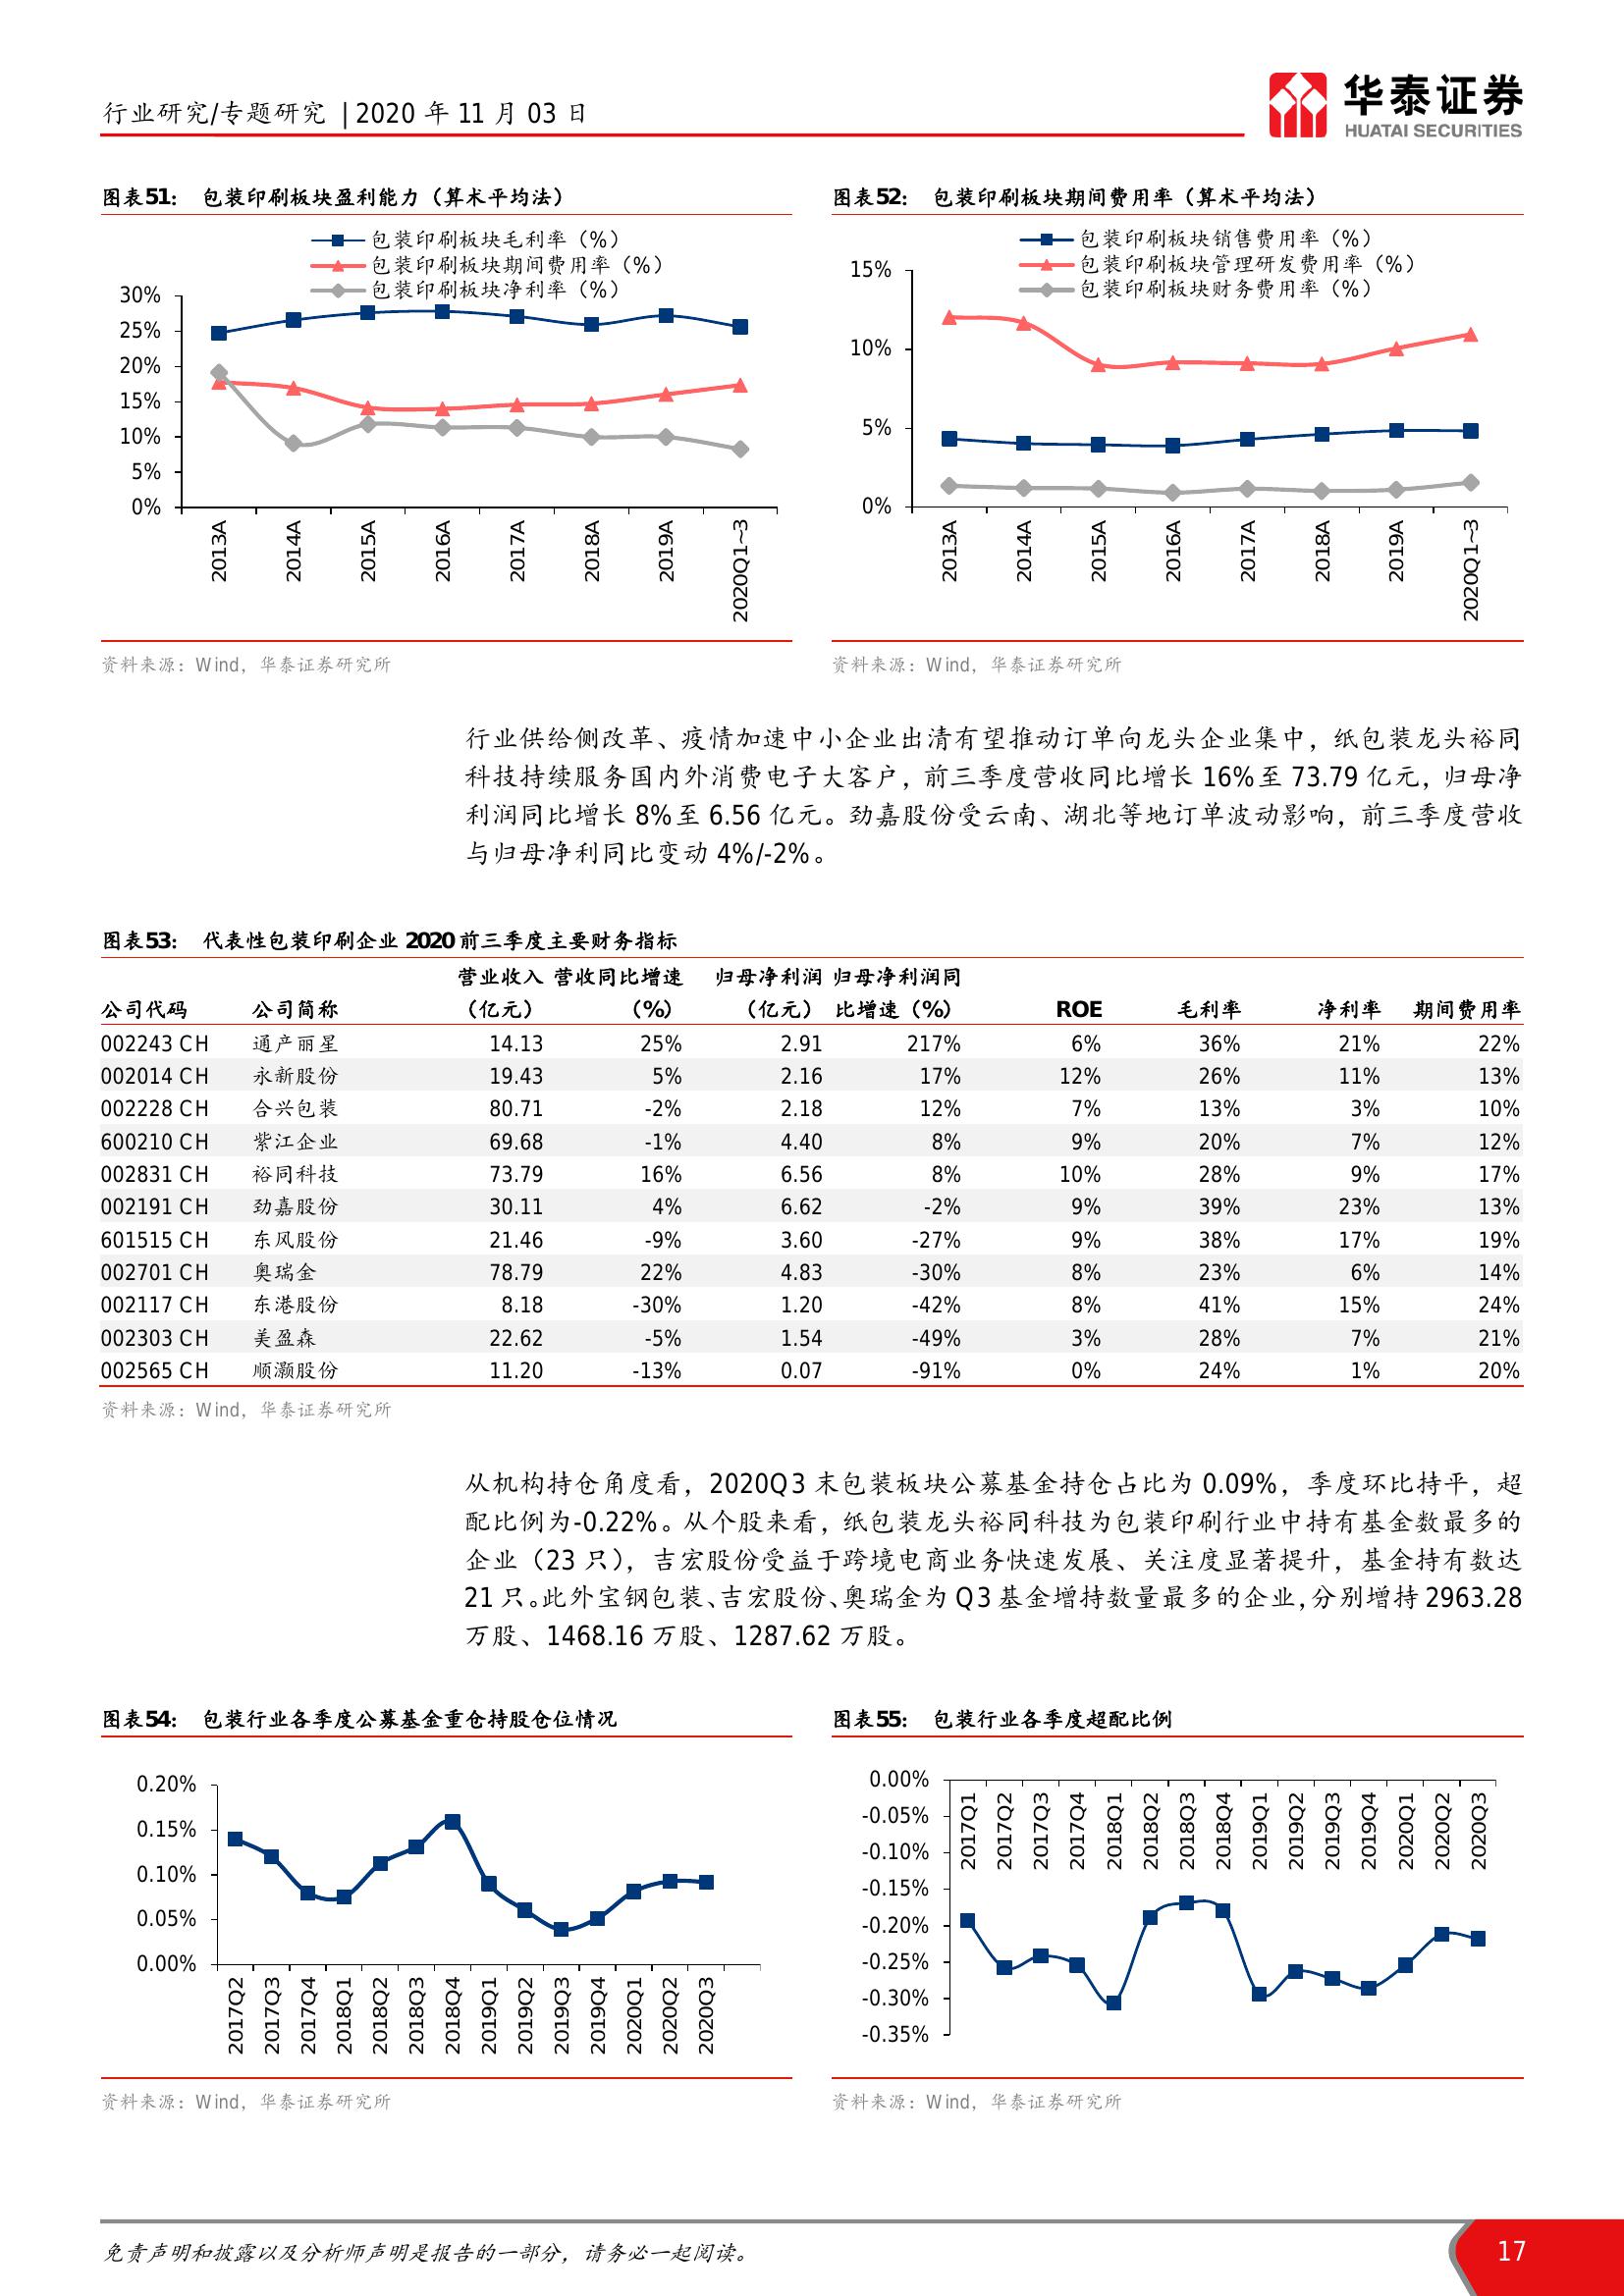 行业研究/专题研究 | 2020 年 11 月 03 日
华泰证券
HUATAI SECURITIES
图表51： 包装印刷板块盈利能力（算术平均法）
包装印刷板块毛利率（%）
包装印刷板块期间费用率（%）
包装印刷板块净利率（%）
30%
25%
20%
15%
10%
5%
0%
2013A 2014A 2015A 2016A 2017A 2018A 2019A 2020Q1~3
资料来源：Wind，华泰证券研究所
图表52： 包装印刷板块期间费用率（算术平均法）
包装印刷板块销售费用率（%）
包装印刷板块管理研发费用率（%）
包装印刷板块财务费用率（%）
15%
10%
5%
0%
2013A 2014A 2015A 2016A 2017A 2018A 2019A 2020Q1~3
资料来源：Wind，华泰证券研究所
行业供给侧改革、疫情加速中小企业出清有望推动订单向龙头企业集中，纸包装龙头裕同
科技持续服务国内外消费电子大客户，前三季度营收同比增长 16%至 73.79 亿元，归母净
利润同比增长 8%至 6.56 亿元。劲嘉股份受云南、湖北等地订单波动影响，前三季度营收
与归母净利同比变动 4%/-2%。
图表53： 代表性包装印刷企业 2020 前三季度主要财务指标
营业收入 营收同比增速 归母净利润 归母净利润同
公司代码 公司简称 （亿元） （%） （亿元） 比增速（%） ROE 毛利率 净利率 期间费用率
002243 CH 通产丽星 14.13 25% 2.91 217% 6% 36% 21% 22%
002014 CH 永新股份 19.43 5% 2.16 17% 12% 26% 11% 13%
002228 CH 合兴包装 80.71 -2% 2.18 12% 7% 13% 3% 10%
600210 CH 紫江企业 69.68 -1% 4.40 8% 9% 20% 7% 12%
002831 CH 裕同科技 73.79 16% 6.56 8% 10% 28% 9% 17%
002191 CH 劲嘉股份 30.11 4% 6.62 -2% 9% 39% 23% 13%
601515 CH 东风股份 21.46 -9% 3.60 -27% 9% 38% 17% 19%
002701 CH 奥瑞金 78.79 22% 4.83 -30% 8% 23% 6% 14%
002117 CH 东港股份 8.18 -30% 1.20 -42% 8% 41% 15% 24%
002303 CH 美盈森 22.62 -5% 1.54 -49% 3% 28% 7% 21%
002565 CH 顺灏股份 11.20 -13% 0.07 -91% 0% 24% 1% 20%
资料来源：Wind，华泰证券研究所
从机构持仓角度看，2020Q3 末包装板块公募基金持仓占比为 0.09%，季度环比持平，超
配比例为-0.22%。从个股来看，纸包装龙头裕同科技为包装印刷行业中持有基金数最多的
企业（23 只），吉宏股份受益于跨境电商业务快速发展、关注度显著提升，基金持有数达
21 只。此外宝钢包装、吉宏股份、奥瑞金为 Q3 基金增持数量最多的企业，分别增持 2963.28
万股、1468.16 万股、1287.62 万股。
图表54： 包装行业各季度公募基金重仓持股仓位情况
0.20%
0.15%
0.10%
0.05%
0.00%
2017Q2 2017Q3 2017Q4 2018Q1 2018Q2 2018Q3 2018Q4 2019Q1 2019Q2 2019Q3 2019Q4 2020Q1 2020Q2 2020Q3
资料来源：Wind，华泰证券研究所
图表55： 包装行业各季度超配比例
0.00%
-0.05%
-0.10%
-0.15%
-0.20%
-0.25%
-0.30%
-0.35%
2017Q1 2017Q2 2017Q3 2017Q4 2018Q1 2018Q2 2018Q3 2018Q4 2019Q1 2019Q2 2019Q3 2019Q4 2020Q1 2020Q2 2020Q3
资料来源：Wind，华泰证券研究所
免责声明和披露以及分析师声明是报告的一部分，请务必一起阅读。
17